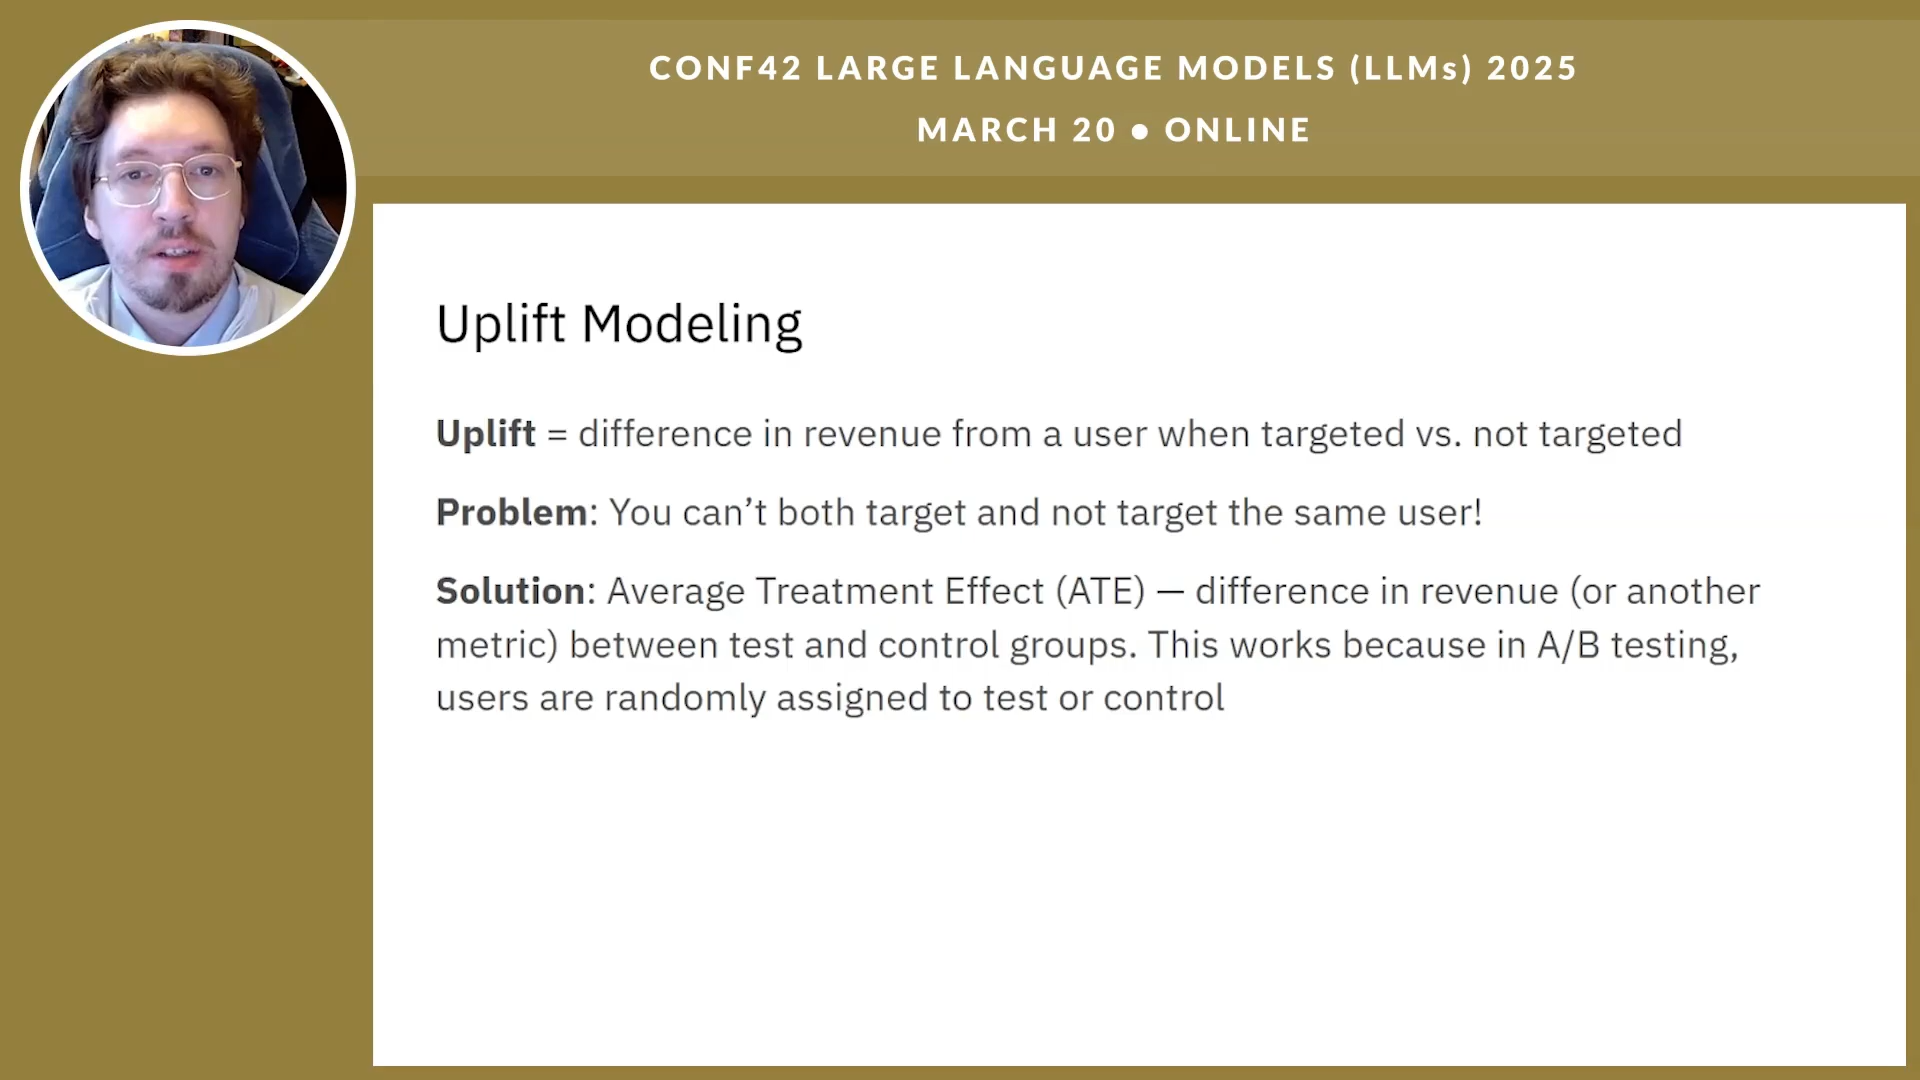 CONF42 LARGE LANGUAGE MODELS (LLMs) 2025
MARCH 20 ● ONLINE
Uplift Modeling
Uplift = difference in revenue from a user when targeted vs. not targeted
Problem: You can’t both target and not target the same user!
Solution: Average Treatment Effect (ATE) — difference in revenue (or another
metric) between test and control groups. This works because in A/B testing,
users are randomly assigned to test or control